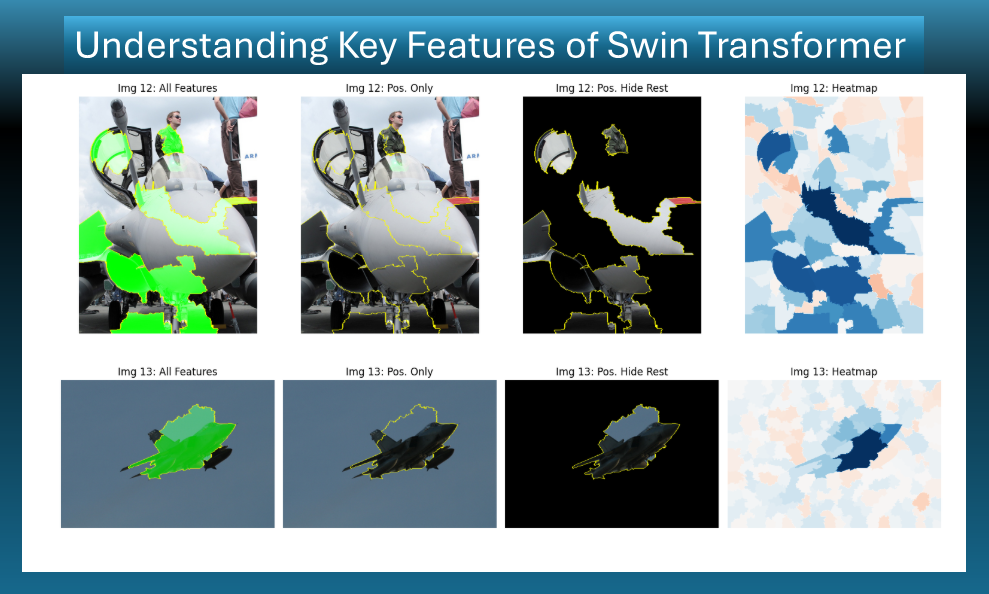 Understanding Key Features of Swin Transformer
Img 12: All Features
Img 12: Pos. Only
Img 12: Pos. Hide Rest
Img 12: Heatmap
ARF
Img 13: All Features
Img 13: Pos. Only
Img 13: Pos. Hide Rest
Img 13: Heatmap